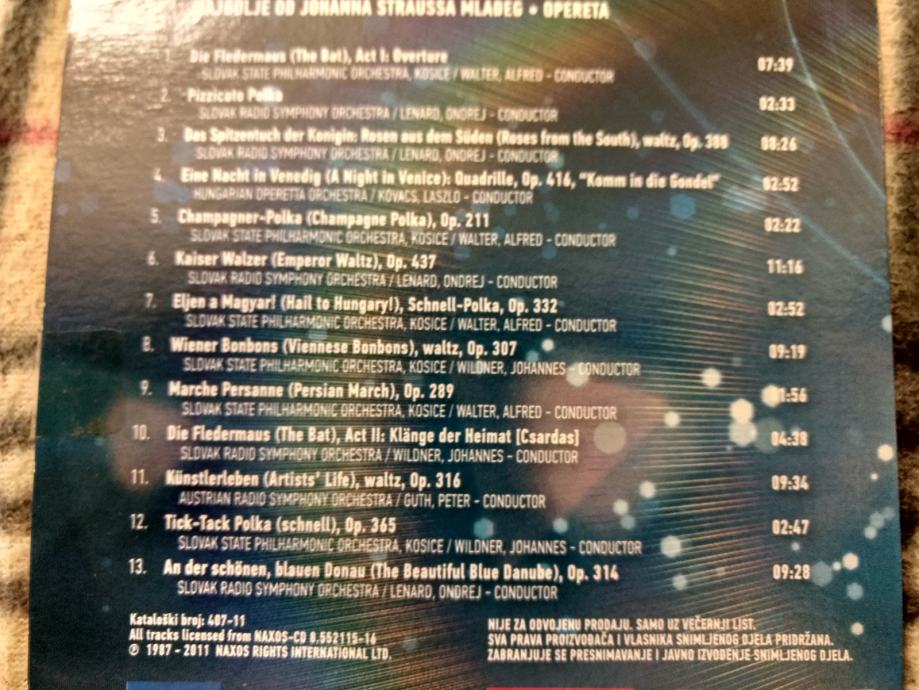 NAJBOLJE OD JOHANNA STRAUSSA MLAĐEG • OPERETA
1. Die Fledermaus (The Bat), Act I: Overture 07:39
SLOVAK STATE PHILHARMONIC ORCHESTRA, KOSICE / WALTER, ALFRED - CONDUCTOR
2. Pizzicato Polka 02:33
SLOVAK RADIO SYMPHONY ORCHESTRA / LENARD, ONDREJ - CONDUCTOR
3. Das Spitzentuch der Konigin: Rosen aus dem Süden (Roses from the South), waltz, Op. 388 08:26
SLOVAK RADIO SYMPHONY ORCHESTRA / LENARD, ONDREJ - CONDUCTOR
4. Eine Nacht in Venedig (A Night in Venice): Quadrille, Op. 416, "Komm in die Gondel" 02:52
HUNGARIAN OPERETTA ORCHESTRA / KOVACS, LASZLO - CONDUCTOR
5. Champagner-Polka (Champagne Polka), Op. 211 02:22
SLOVAK STATE PHILHARMONIC ORCHESTRA, KOSICE / WALTER, ALFRED - CONDUCTOR
6. Kaiser Walzer (Emperor Waltz), Op. 437 11:16
SLOVAK RADIO SYMPHONY ORCHESTRA / LENARD, ONDREJ - CONDUCTOR
7. Eljen a Magyar! (Hail to Hungary!), Schnell-Polka, Op. 332 02:52
SLOVAK STATE PHILHARMONIC ORCHESTRA, KOSICE / WALTER, ALFRED - CONDUCTOR
8. Wiener Bonbons (Viennese Bonbons), waltz, Op. 307 09:19
SLOVAK STATE PHILHARMONIC ORCHESTRA, KOSICE / WILDNER, JOHANNES - CONDUCTOR
9. Marche Persanne (Persian March), Op. 289 01:56
SLOVAK STATE PHILHARMONIC ORCHESTRA, KOSICE / WALTER, ALFRED - CONDUCTOR
10. Die Fledermaus (The Bat), Act II: Klänge der Heimat [Csardas] 04:38
SLOVAK RADIO SYMPHONY ORCHESTRA / WILDNER, JOHANNES - CONDUCTOR
11. Künstlerleben (Artists' Life), waltz, Op. 316 09:34
AUSTRIAN RADIO SYMPHONY ORCHESTRA / GUTH, PETER - CONDUCTOR
12. Tick-Tack Polka (schnell), Op. 365 02:47
SLOVAK STATE PHILHARMONIC ORCHESTRA, KOSICE / WILDNER, JOHANNES - CONDUCTOR
13. An der schönen, blauen Donau (The Beautiful Blue Danube), Op. 314 09:28
SLOVAK RADIO SYMPHONY ORCHESTRA / LENARD, ONDREJ - CONDUCTOR
Kataloški broj: 407-11
All tracks licensed from NAXOS-CD 8.552115-16
℗ 1987 - 2011 NAXOS RIGHTS INTERNATIONAL LTD.
NIJE ZA ODVOJENU PRODAJU. SAMO UZ VEČERNJI LIST.
SVA PRAVA PROIZVOĐAČA I VLASNIKA SNIMLJENOG DJELA PRIDRŽANA.
ZABRANJUJE SE PRESNIMAVANJE I JAVNO IZVOĐENJE SNIMLJENOG DJELA.